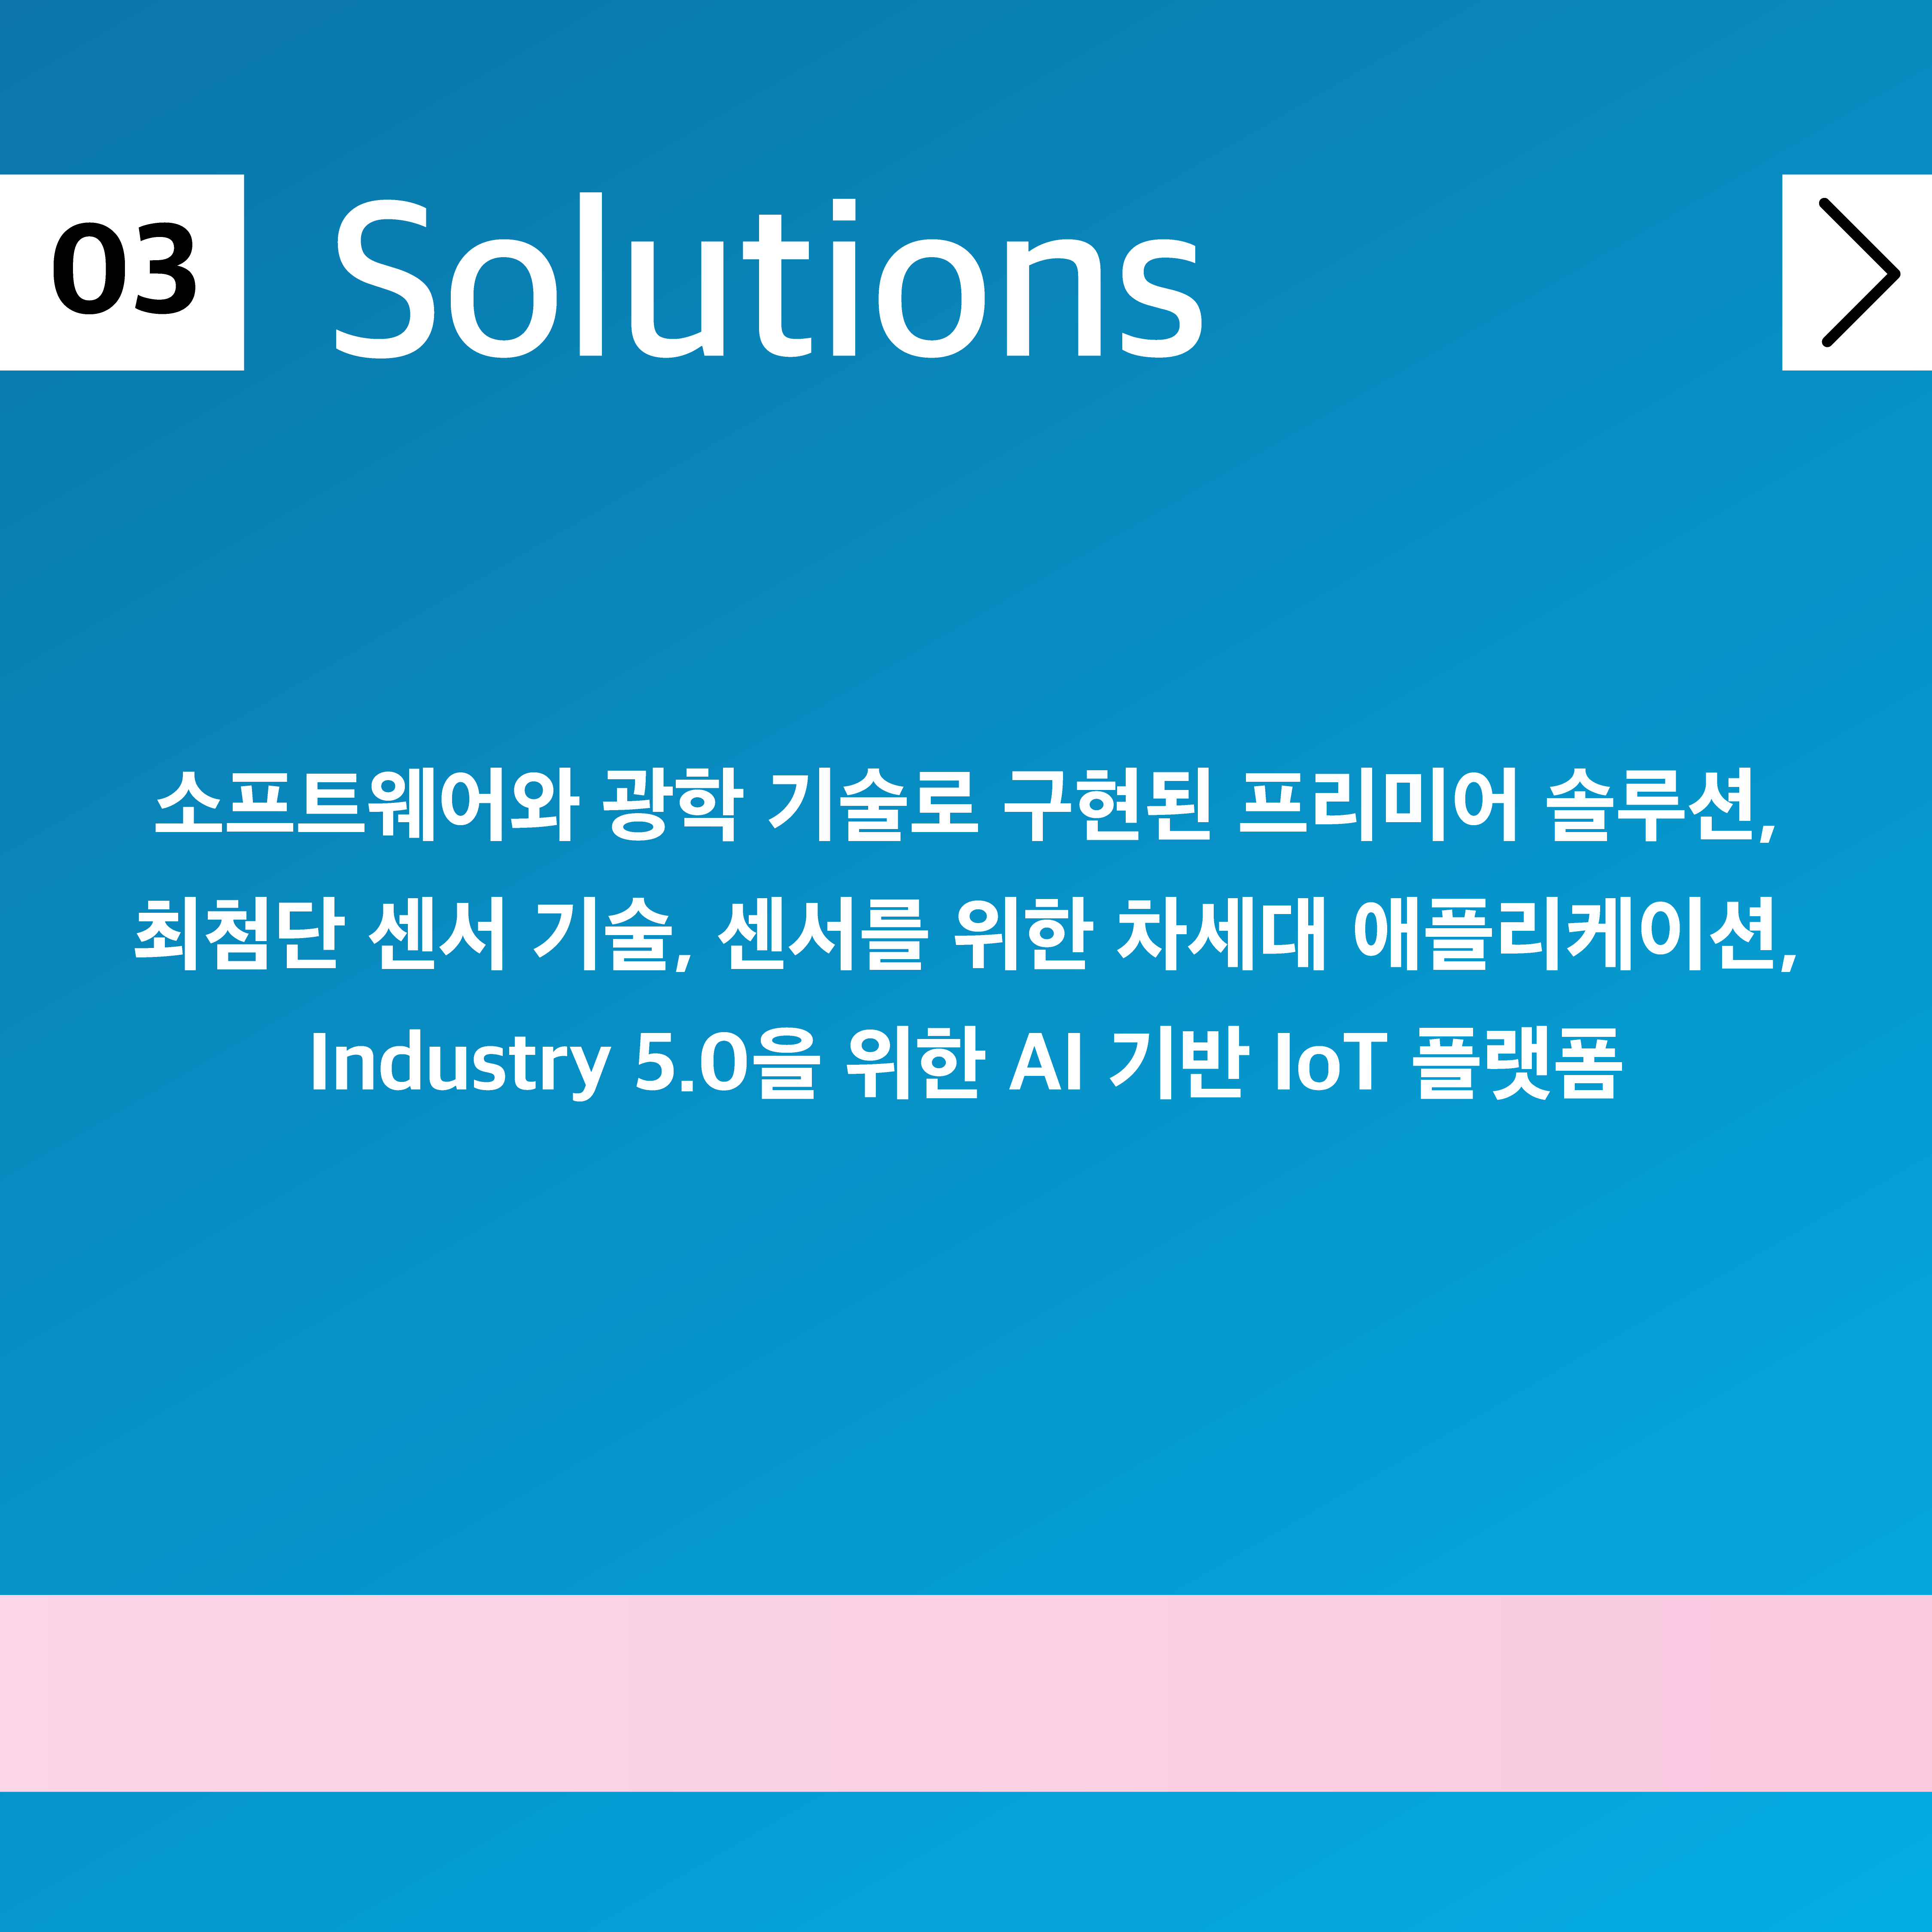 03
Solutions
소프트웨어와 광학 기술로 구현된 프리미어 솔루션,
최첨단 센서 기술, 센서를 위한 차세대 애플리케이션,
Industry 5.0을 위한 AI 기반 IoT 플랫폼